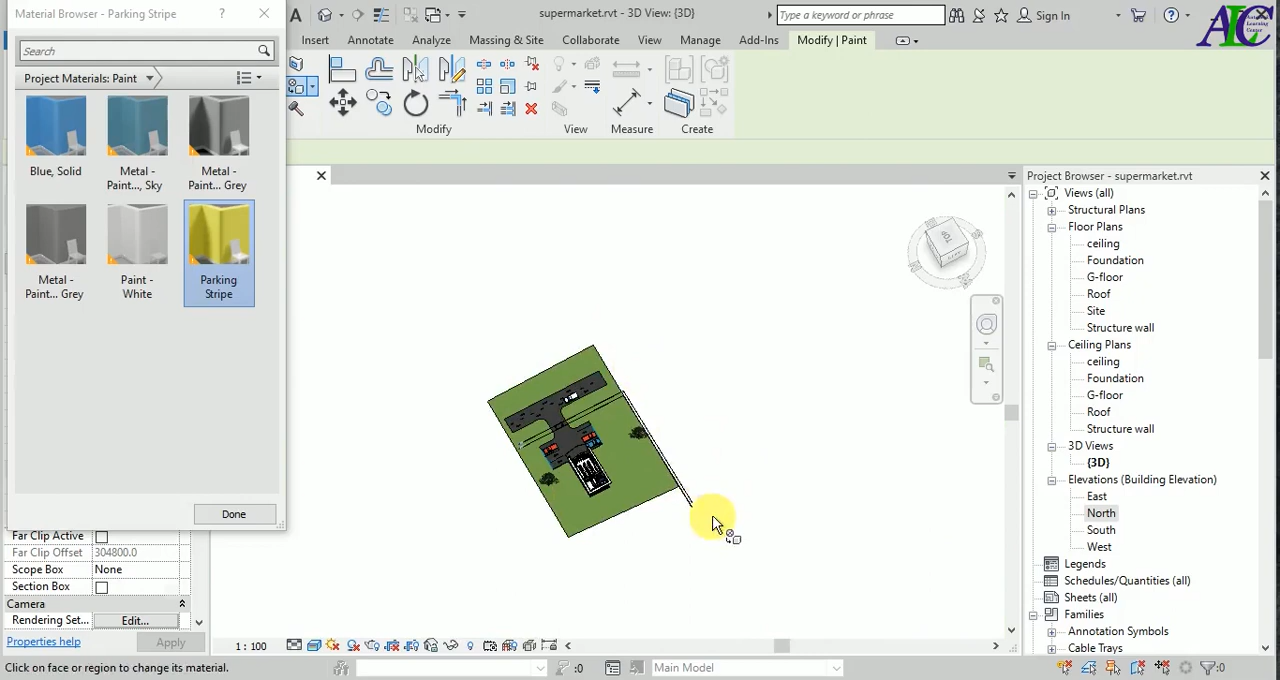 Material Browser - Parking Stripe
?
supermarket.rvt - 3D View: {3D}
Type a keyword or phrase
Sign In
ALC
Insert
Annotate
Analyze
Massing & Site
Collaborate
View
Manage
Add-Ins
Modify | Paint
Search
Project Materials: Paint
Modify
View
Measure
Create
Blue, Solid
Metal -
Paint..., Sky
Metal -
Paint... Grey
Metal -
Paint... Grey
Paint -
White
Parking
Stripe
Done
TOP
Project Browser - supermarket.rvt
Views (all)
Structural Plans
Floor Plans
ceiling
Foundation
G-floor
Roof
Site
Structure wall
Ceiling Plans
ceiling
Foundation
G-floor
Roof
Structure wall
3D Views
{3D}
Elevations (Building Elevation)
East
North
South
West
Legends
Schedules/Quantities (all)
Sheets (all)
Families
Annotation Symbols
Cable Trays
Far Clip Active
Far Clip Offset 304800.0
Scope Box None
Section Box
Camera
Rendering Set... Edit...
Properties help
Apply
1 : 100
Click on face or region to change its material.
:0
Main Model
:0